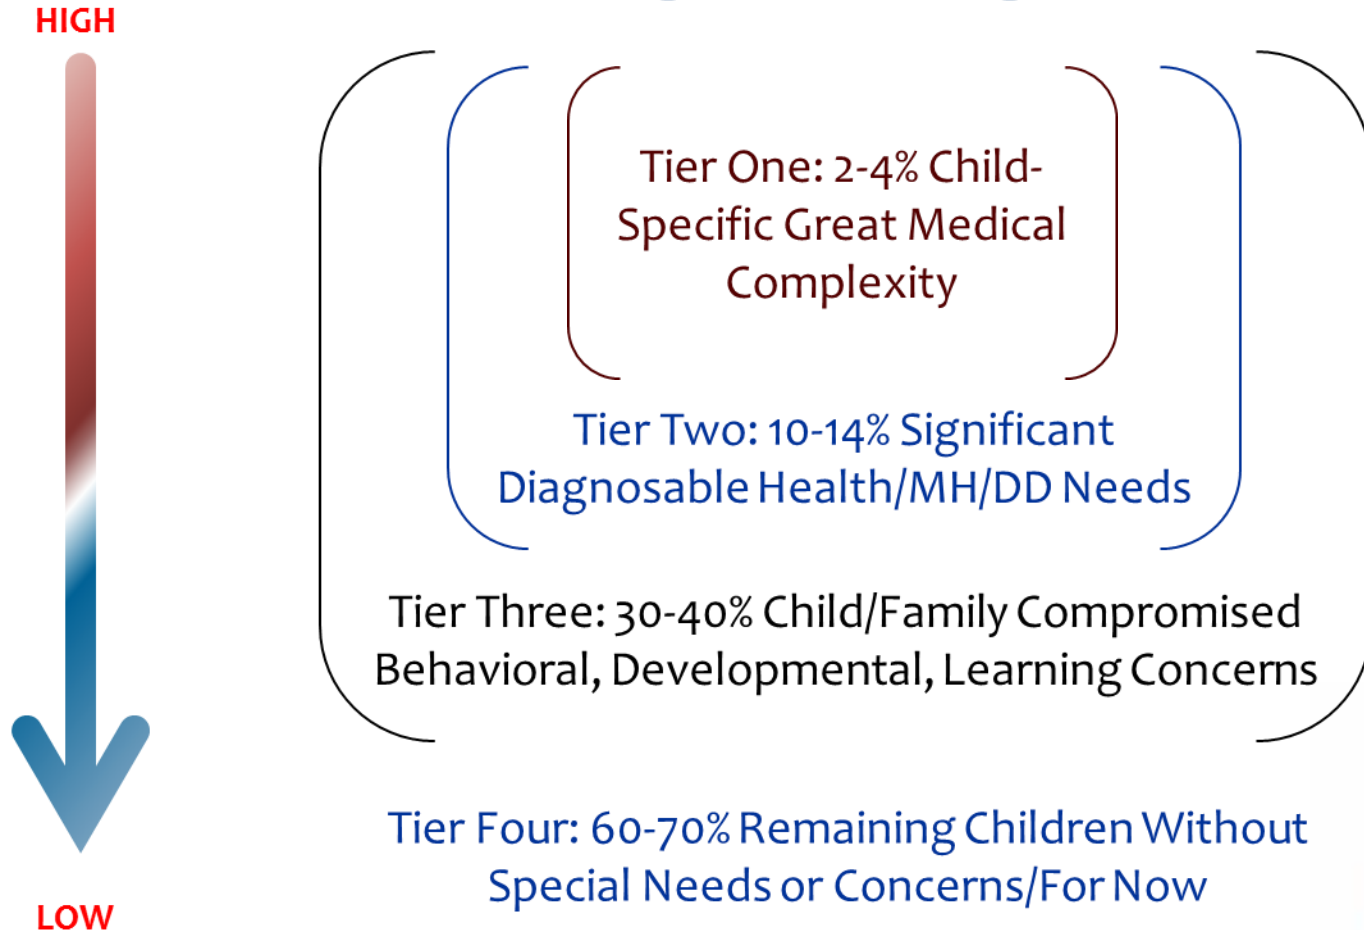 HIGH
Tier One: 2-4% Child-
Specific Great Medical
Complexity
Tier Two: 10-14% Significant
Diagnosable Health/MH/DD Needs
Tier Three: 30-40% Child/Family Compromised
Behavioral, Developmental, Learning Concerns
Tier Four: 60-70% Remaining Children Without
Special Needs or Concerns/For Now
LOW